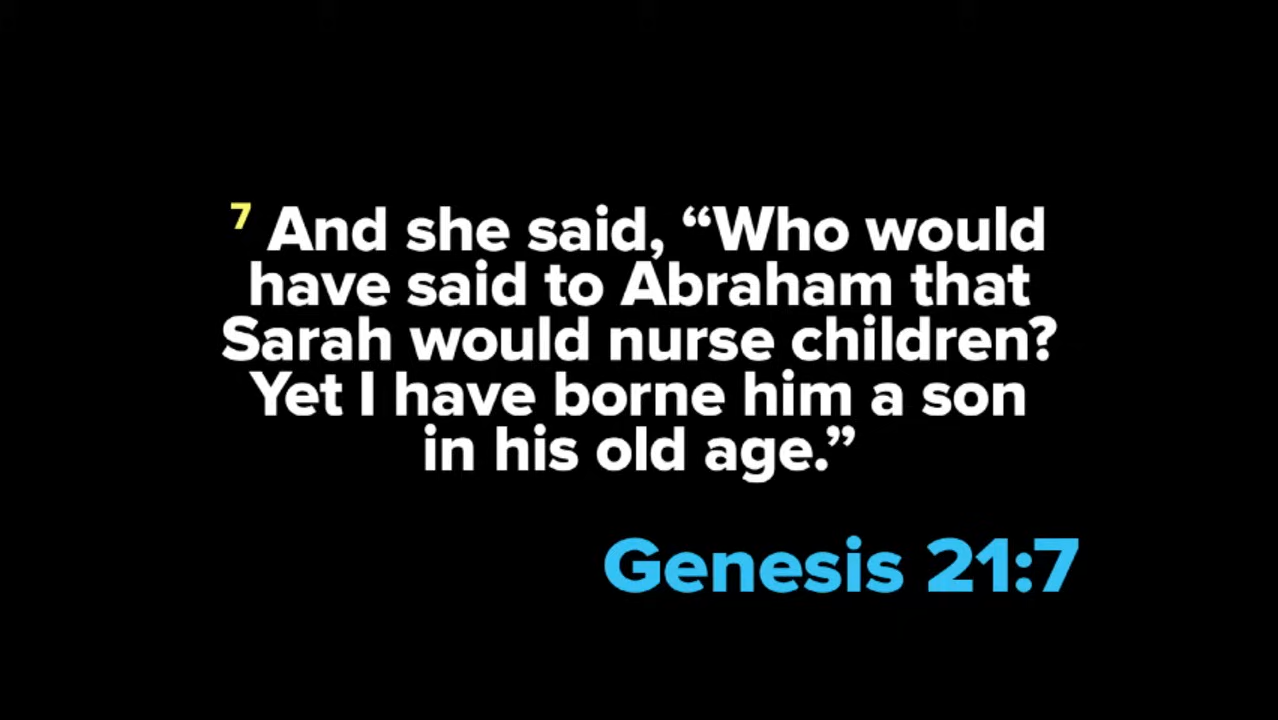 7 And she said, “Who would
have said to Abraham that
Sarah would nurse children?
Yet I have borne him a son
in his old age.”
Genesis 21:7